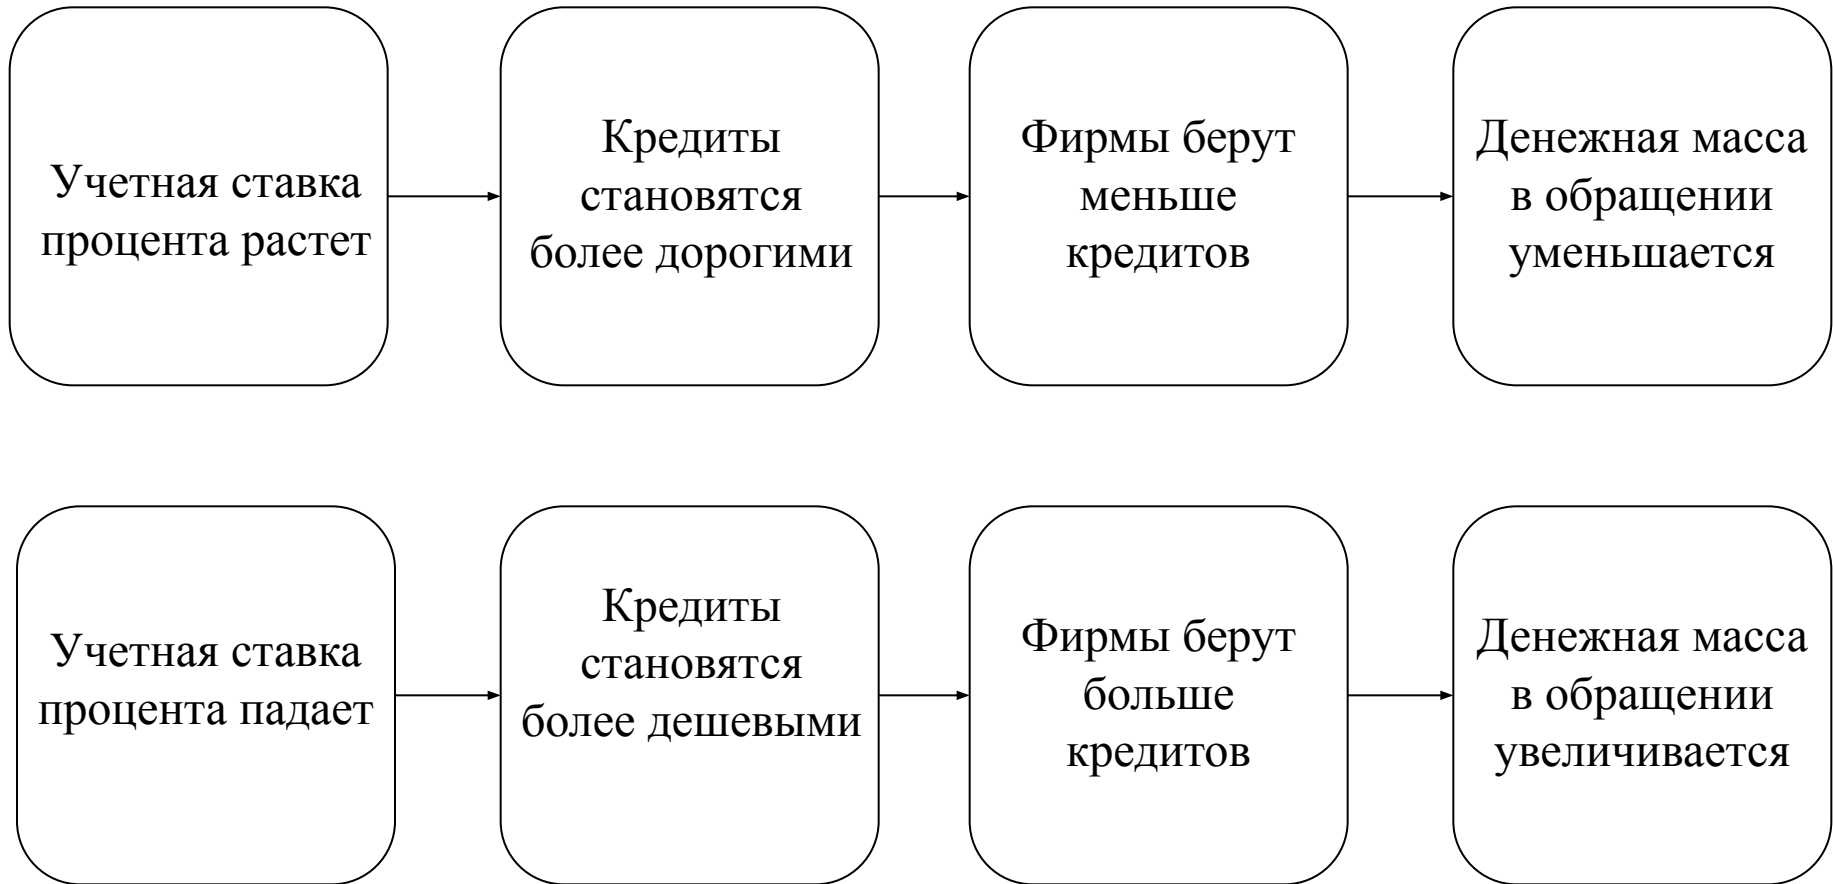 Учетная ставка
процента растет
Кредиты
становятся
более дорогими
Фирмы берут
меньше
кредитов
Денежная масса
в обращении
уменьшается
Учетная ставка
процента падает
Кредиты
становятся
более дешевыми
Фирмы берут
больше
кредитов
Денежная масса
в обращении
увеличивается